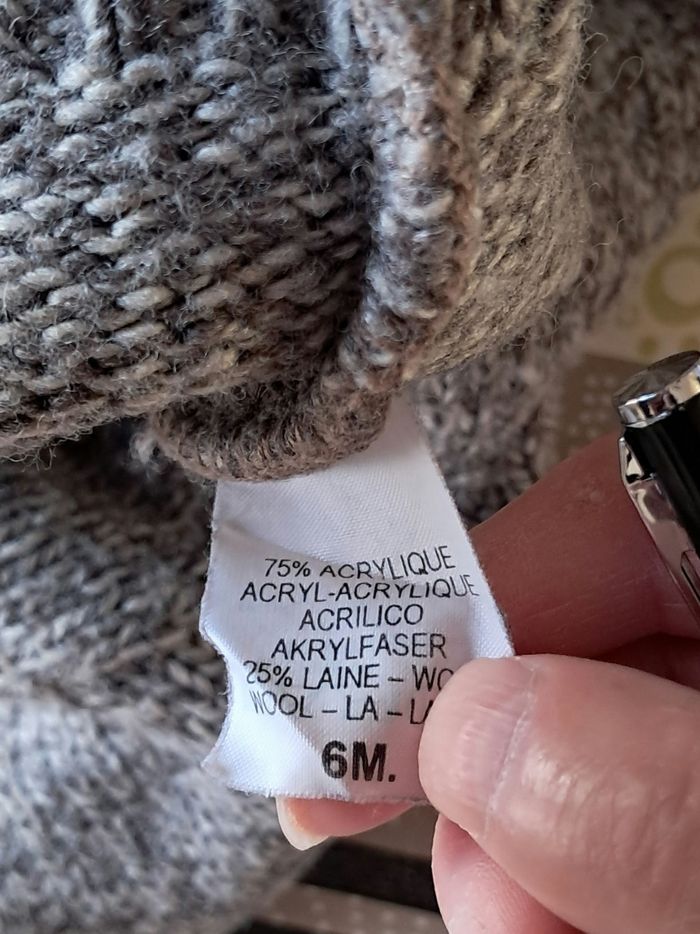 75% ACRYLIQUE
ACRYL-ACRYLIQUE
ACRILICO
AKRYLFASER
25% LAINE –
WOOL – LA –
6M.